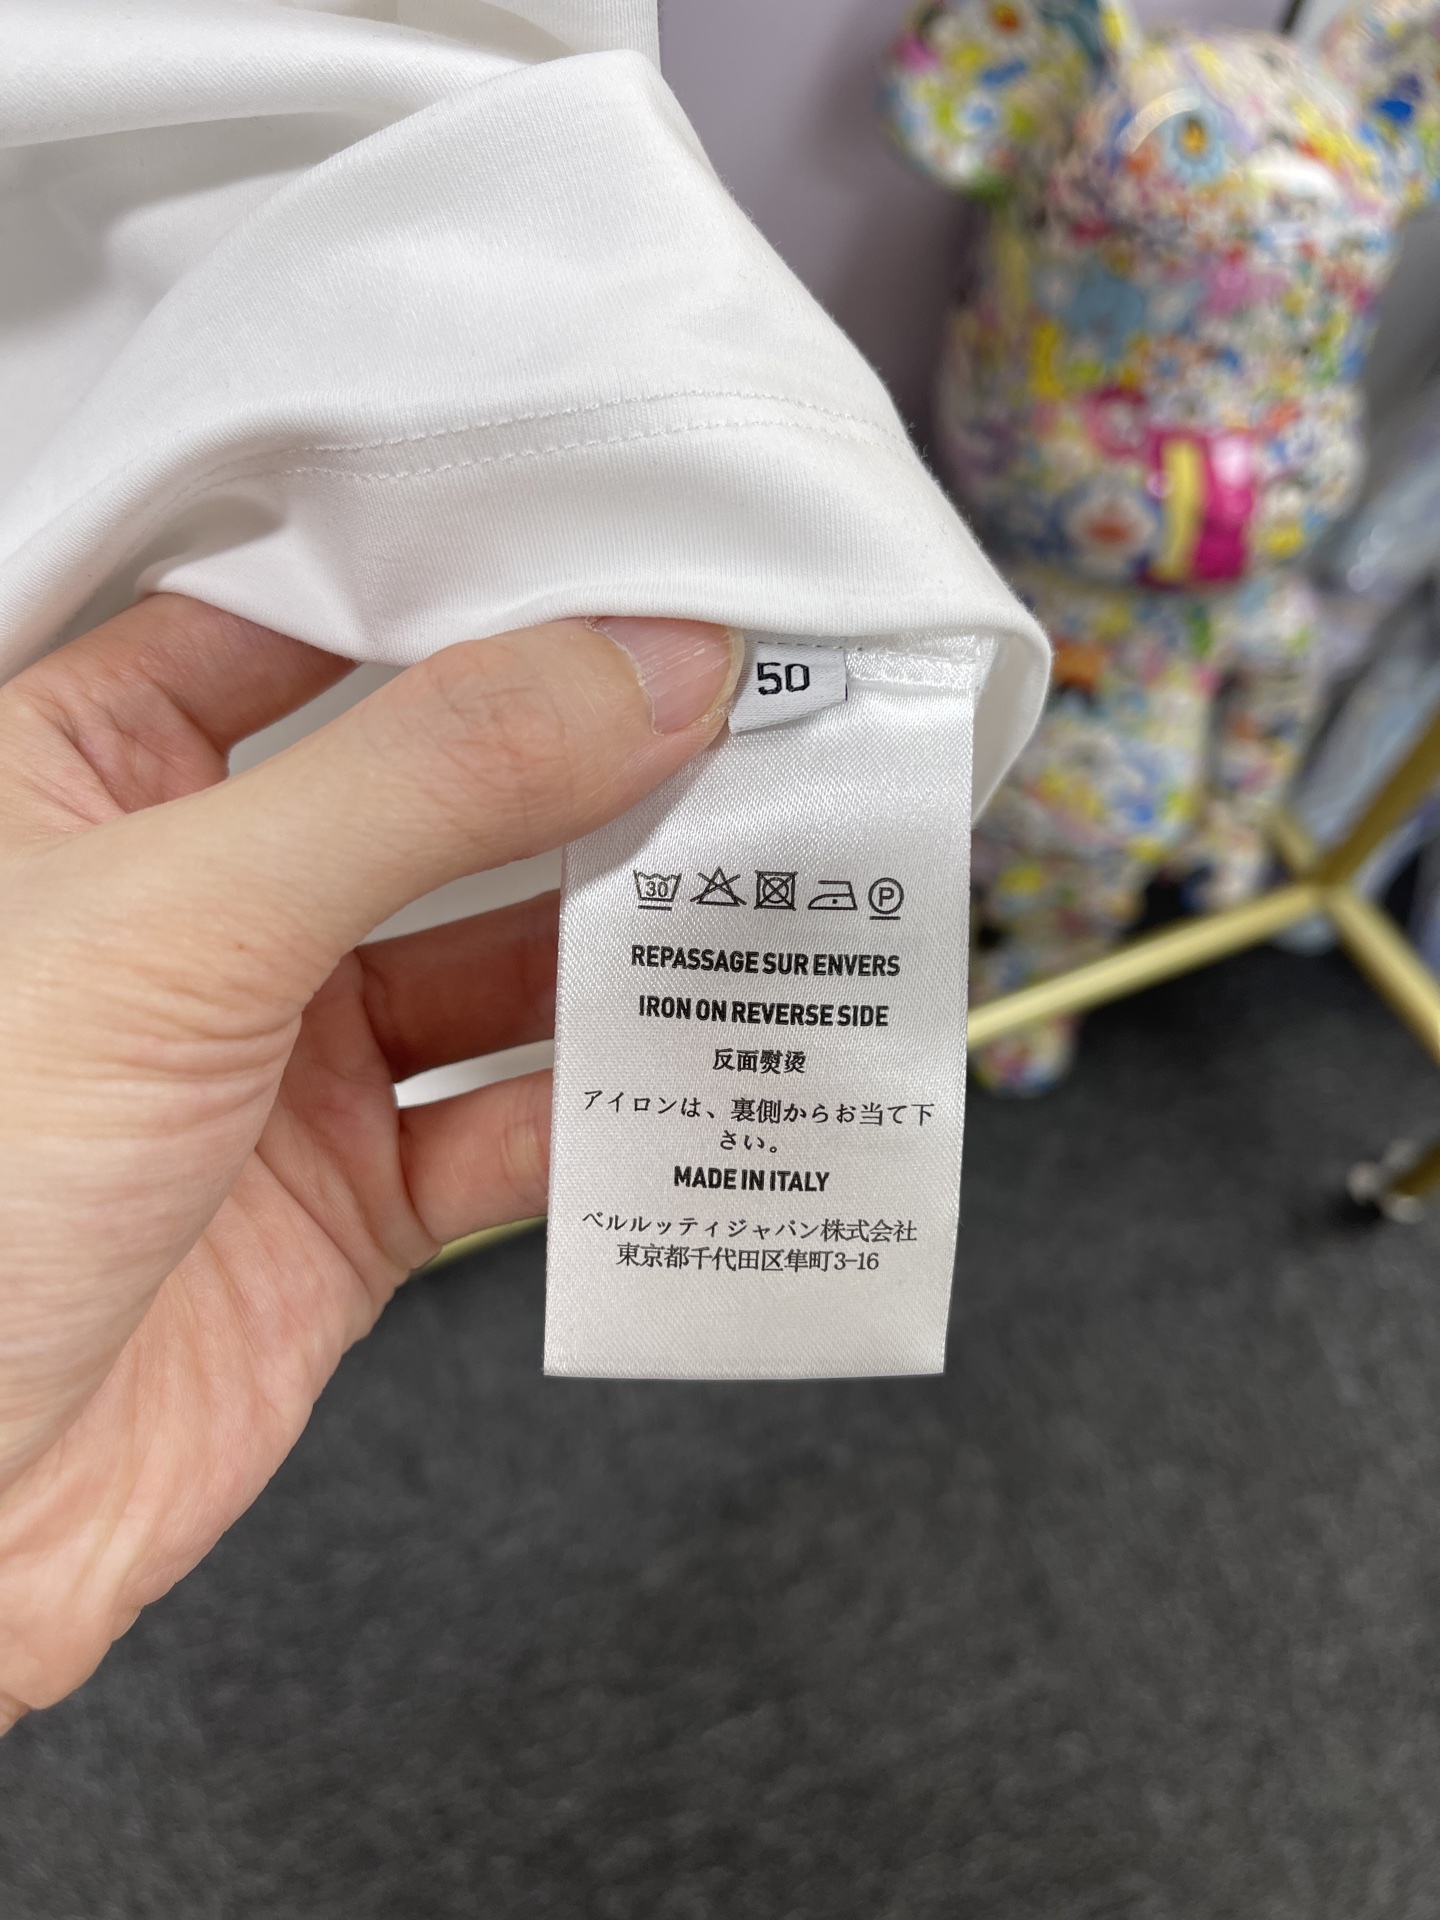 50
30
P
REPASSAGE SUR ENVERS
IRON ON REVERSE SIDE
反面熨烫
アイロンは、裏側からお当て下
さい。
MADE IN ITALY
ベルルッティジャパン株式会社
東京都千代田区隼町3-16